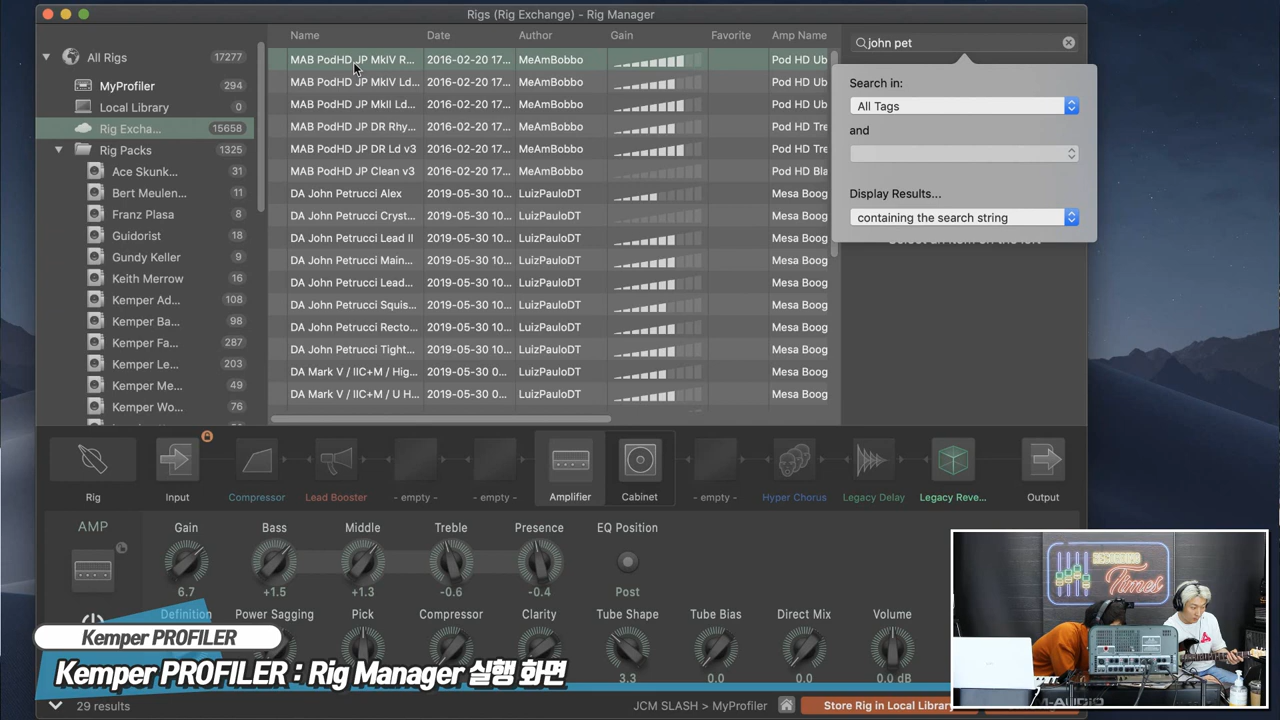 Rigs (Rig Exchange) - Rig Manager
Name Date Author Gain Favorite Amp Name
john pet
All Rigs 17277
MyProfiler 294
Local Library 0
Rig Excha... 15658
Rig Packs 1325
Ace Skunk... 31
Bert Meulen... 11
Franz Plasa 8
Guidorist 18
Gundy Keller 9
Keith Merrow 16
Kemper Ad... 108
Kemper Ba... 98
Kemper Fa... 287
Kemper Le... 203
Kemper Me... 49
Kemper Wo... 76
MAB PodHD JP MkIV R... 2016-02-20 17... MeAmBobbo Pod HD Ub
MAB PodHD JP MkIV Ld... 2016-02-20 17... MeAmBobbo Pod HD Ub
MAB PodHD JP MkII Ld... 2016-02-20 17... MeAmBobbo Pod HD Ub
MAB PodHD JP DR Rhy... 2016-02-20 17... MeAmBobbo Pod HD Tre
MAB PodHD JP DR Ld v3 2016-02-20 17... MeAmBobbo Pod HD Tre
MAB PodHD JP Clean v3 2016-02-20 17... MeAmBobbo Pod HD Bla
DA John Petrucci Alex 2019-05-30 10... LuizPauloDT Mesa Boog
DA John Petrucci Cryst... 2019-05-30 10... LuizPauloDT Mesa Boog
DA John Petrucci Lead II 2019-05-30 10... LuizPauloDT Mesa Boog
DA John Petrucci Main... 2019-05-30 10... LuizPauloDT Mesa Boog
DA John Petrucci Lead... 2019-05-30 10... LuizPauloDT Mesa Boog
DA John Petrucci Squis... 2019-05-30 10... LuizPauloDT Mesa Boog
DA John Petrucci Recto... 2019-05-30 10... LuizPauloDT Mesa Boog
DA John Petrucci Tight... 2019-05-30 10... LuizPauloDT Mesa Boog
DA Mark V / IIC+M / Hig... 2019-05-30 0... LuizPauloDT Mesa Boog
DA Mark V / IIC+M / U H... 2019-05-30 0... LuizPauloDT Mesa Boog
Search in:
All Tags
and
Display Results...
containing the search string
Rig Input Compressor Lead Booster - empty - - empty - Amplifier Cabinet - empty - Hyper Chorus Legacy Delay Legacy Reve... Output
AMP
Gain Bass Middle Treble Presence EQ Position
6.7 +1.5 +1.3 -0.6 -0.4 Post
Definition Power Sagging Pick Compressor Clarity Tube Shape Tube Bias Direct Mix Volume
3.3 0.0 0.0 0.0 dB
Kemper PROFILER
Kemper PROFILER : Rig Manager 실행 화면
29 results
JCM SLASH > MyProfiler
Store Rig in Local Library
RECORDING
Times
M-AUDIO